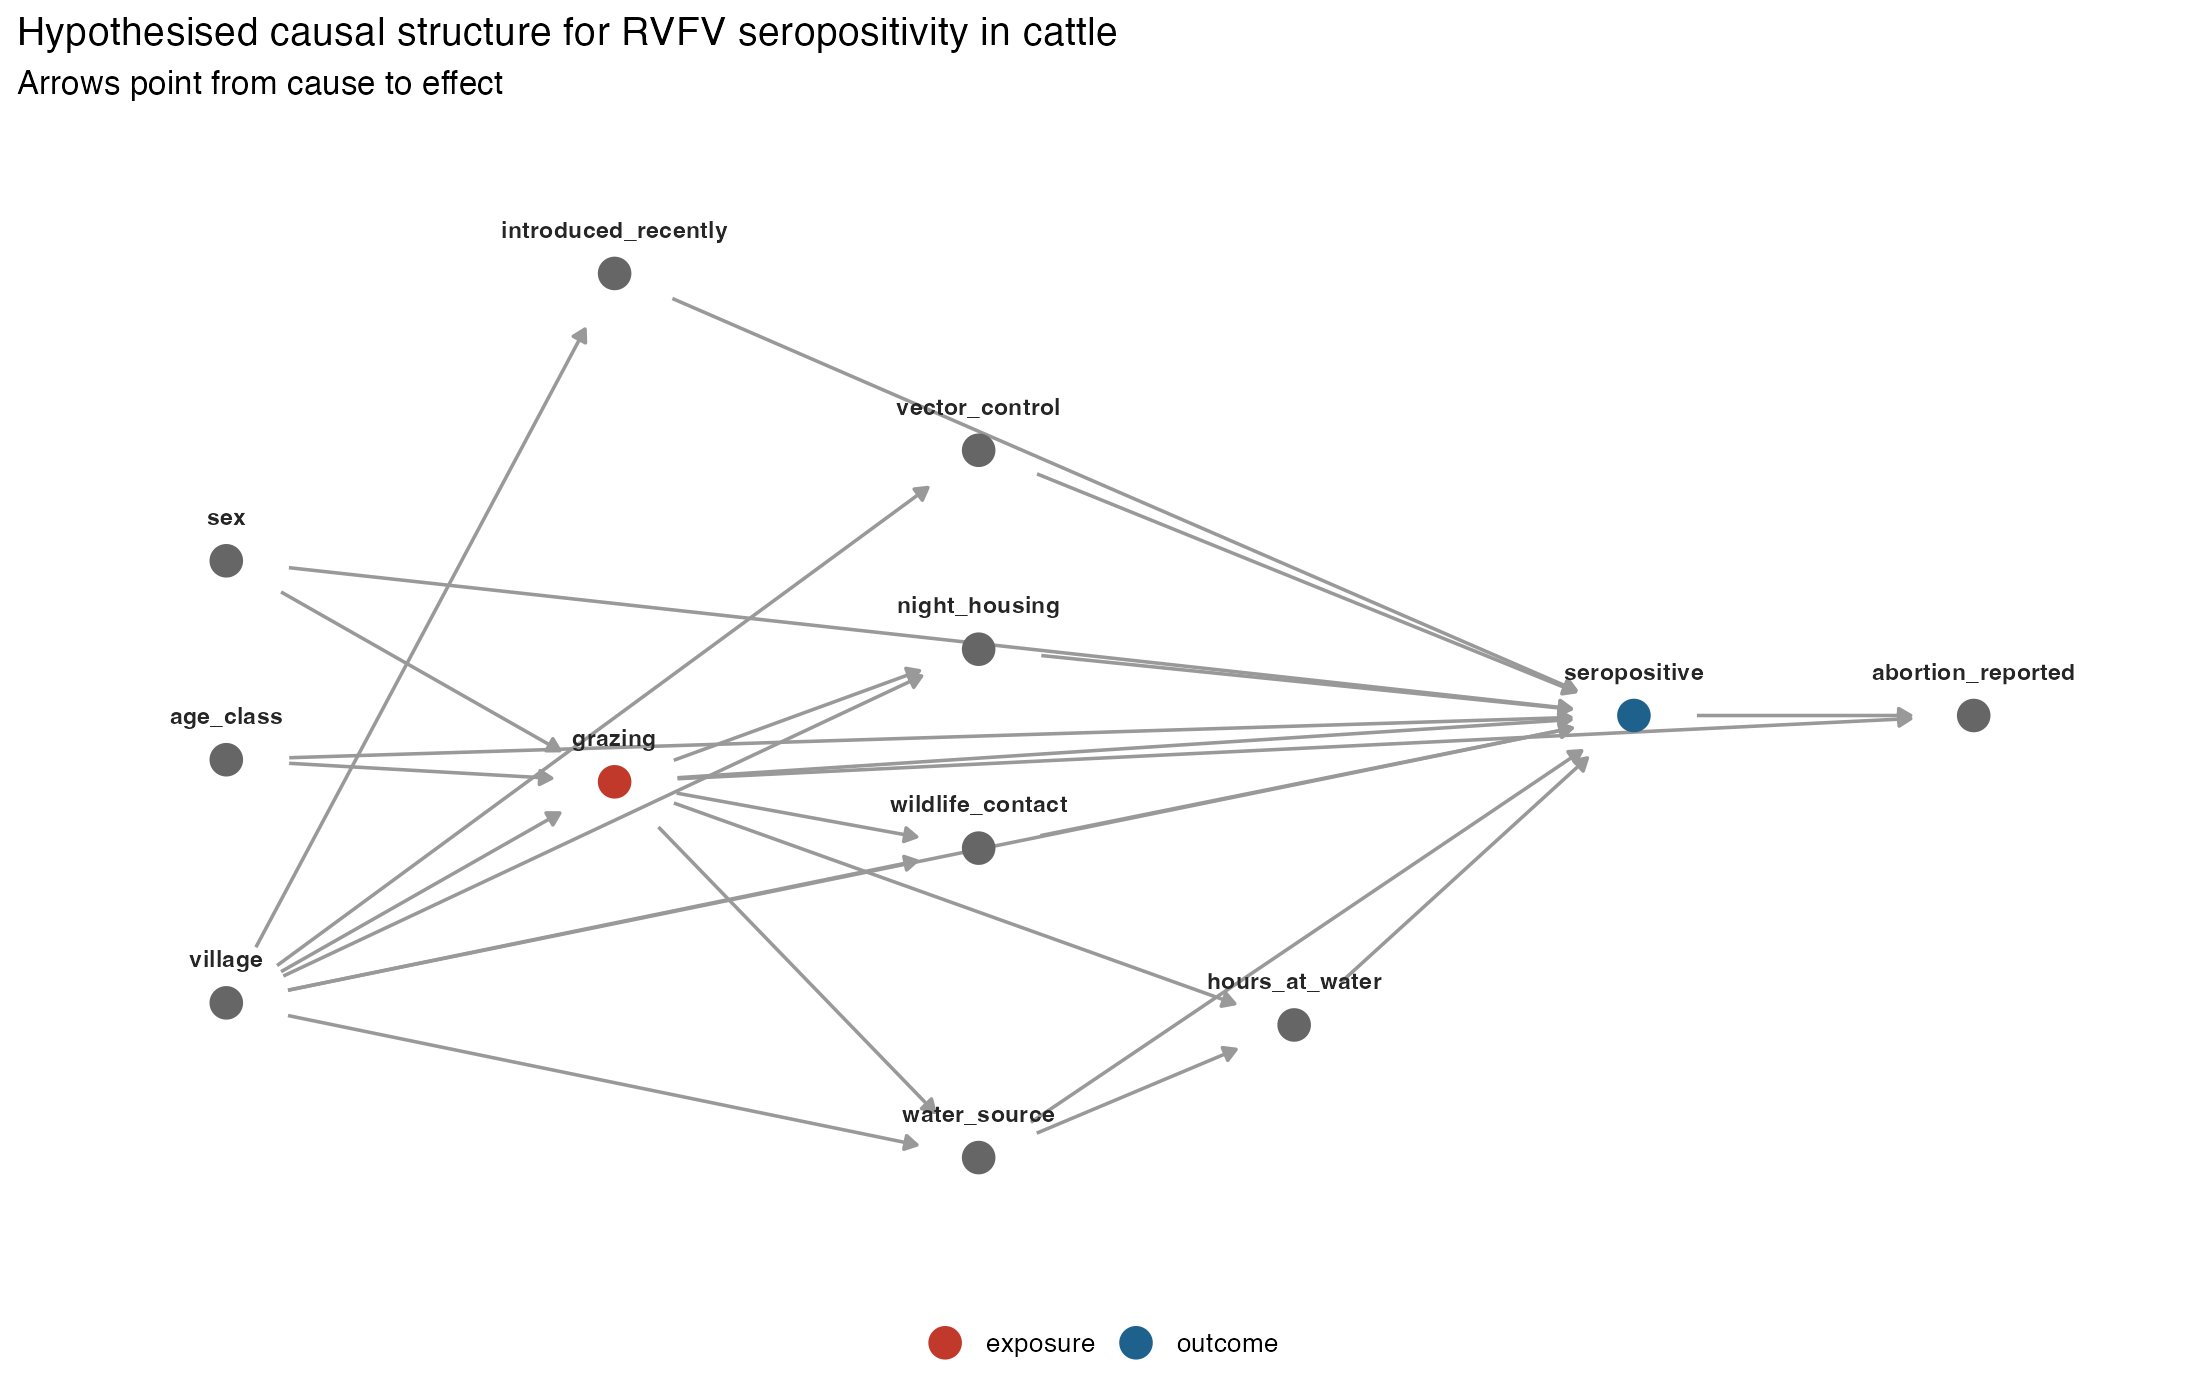 Hypothesised causal structure for RVFV seropositivity in cattle
Arrows point from cause to effect
introduced_recently
vector_control
sex
night_housing
seropositive
abortion_reported
age_class
grazing
wildlife_contact
village
hours_at_water
water_source
exposure
outcome